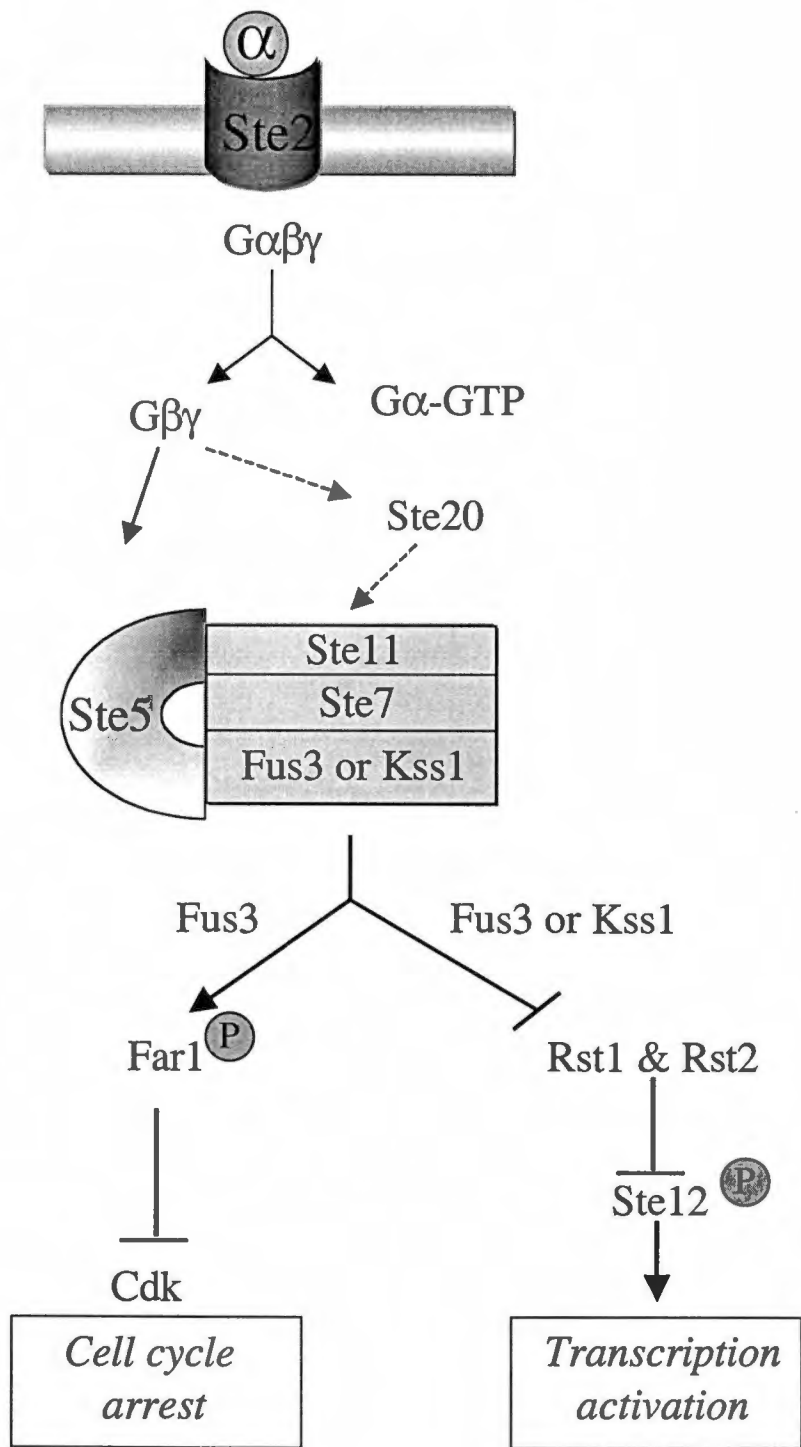 α
Ste2
Gαβγ
Gβγ
Gα-GTP
Ste20
Ste11
Ste5
Ste7
Fus3 or Kss1
Fus3
Fus3 or Kss1
Far1
P
Rst1 & Rst2
Ste12
P
Cdk
Cell cycle
arrest
Transcription
activation